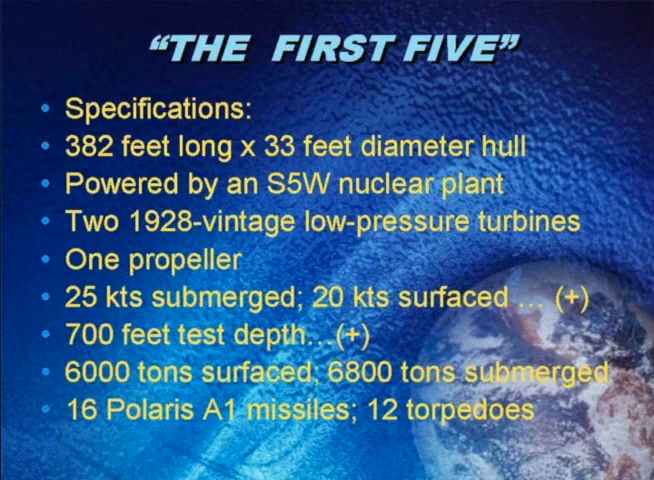 “THE FIRST FIVE”
• Specifications:
• 382 feet long x 33 feet diameter hull
• Powered by an S5W nuclear plant
• Two 1928-vintage low-pressure turbines
• One propeller
• 25 kts submerged; 20 kts surfaced ... (+)
• 700 feet test depth...(+)
• 6000 tons surfaced; 6800 tons submerged
• 16 Polaris A1 missiles; 12 torpedoes